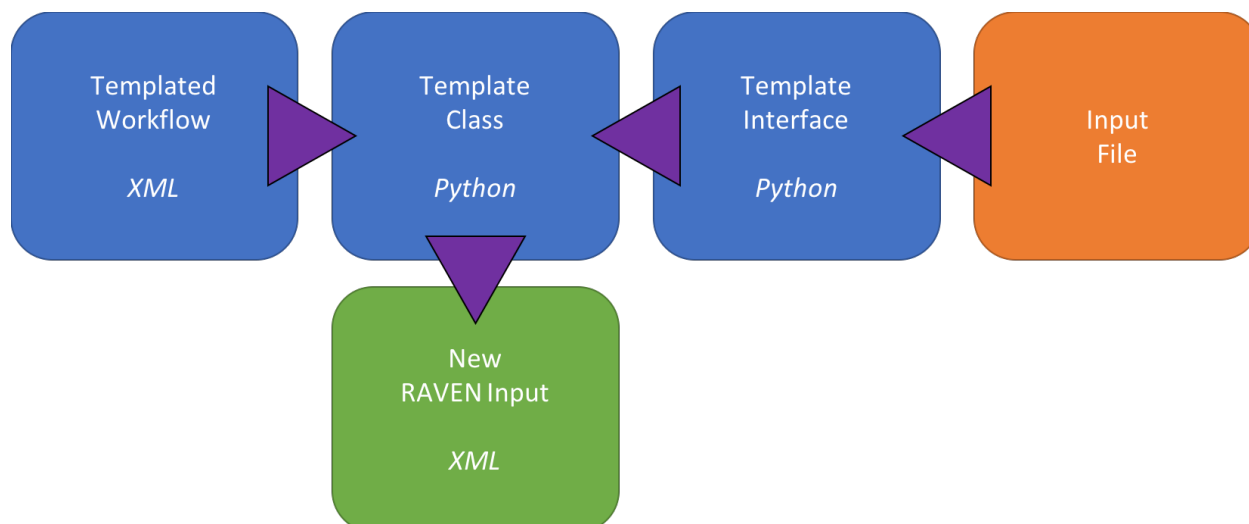 Templated
Workflow
XML
Template
Class
Python
Template
Interface
Python
Input
File
New
RAVEN Input
XML